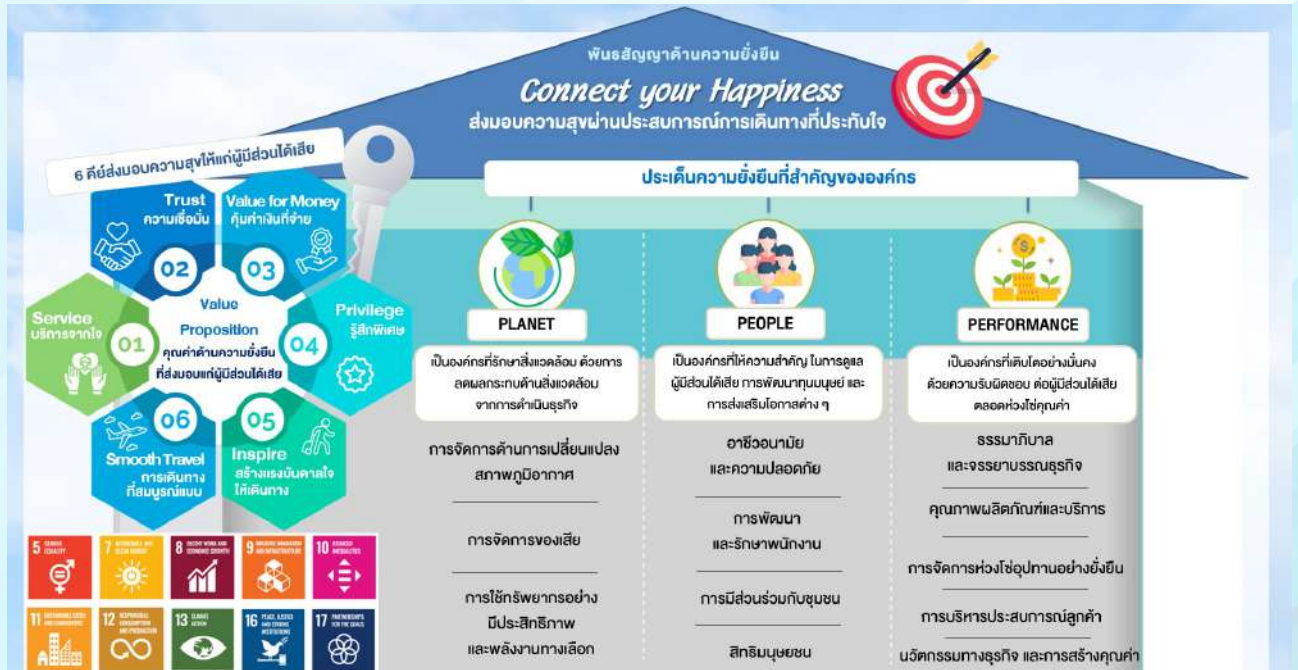 พันธสัญญาด้านความยั่งยืน
Connect your Happiness
ส่งมอบความสุขผ่านประสบการณ์การเดินทางที่ประทับใจ
6 คีย์ส่งมอบความสุขให้แก่ผู้มีส่วนได้เสีย
Trust
ความเชื่อมั่น
02
Value for Money
คุ้มค่าเงินที่จ่าย
03
Service
บริการจากใจ
01
Value
Proposition
คุณค่าด้านความยั่งยืน
ที่ส่งมอบแก่ผู้มีส่วนได้เสีย
Privilege
รู้สึกพิเศษ
04
06
Smooth Travel
การเดินทาง
ที่สมบูรณ์แบบ
05
Inspire
สร้างแรงบันดาลใจ
ให้เดินทาง
5 GENDER
EQUALITY
7 AFFORDABLE AND
CLEAN ENERGY
8 DECENT WORK AND
ECONOMIC GROWTH
9 INDUSTRY, INNOVATION
AND INFRASTRUCTURE
10 REDUCED
INEQUALITIES
11 SUSTAINABLE CITIES
AND COMMUNITIES
12 RESPONSIBLE
CONSUMPTION
AND PRODUCTION
13 CLIMATE
ACTION
16 PEACE, JUSTICE
AND STRONG
INSTITUTIONS
17 PARTNERSHIPS
FOR THE GOALS
ประเด็นความยั่งยืนที่สำคัญขององค์กร
PLANET
เป็นองค์กรที่รักษาสิ่งแวดล้อม ด้วยการ
ลดผลกระทบด้านสิ่งแวดล้อม
จากการดำเนินธุรกิจ
การจัดการด้านการเปลี่ยนแปลง
สภาพภูมิอากาศ
การจัดการของเสีย
การใช้ทรัพยากรอย่าง
มีประสิทธิภาพ
และพลังงานทางเลือก
PEOPLE
เป็นองค์กรที่ให้ความสำคัญ ในการดูแล
ผู้มีส่วนได้เสีย การพัฒนาทุนมนุษย์ และ
การส่งเสริมโอกาสต่าง ๆ
อาชีวอนามัย
และความปลอดภัย
การพัฒนา
และรักษาพนักงาน
การมีส่วนร่วมกับชุมชน
สิทธิมนุษยชน
PERFORMANCE
เป็นองค์กรที่เติบโตอย่างมั่นคง
ด้วยความรับผิดชอบ ต่อผู้มีส่วนได้เสีย
ตลอดห่วงโซ่คุณค่า
ธรรมาภิบาล
และจรรยาบรรณธุรกิจ
คุณภาพผลิตภัณฑ์และบริการ
การจัดการห่วงโซ่อุปทานอย่างยั่งยืน
การบริหารประสบการณ์ลูกค้า
นวัตกรรมทางธุรกิจ และการสร้างคุณค่า